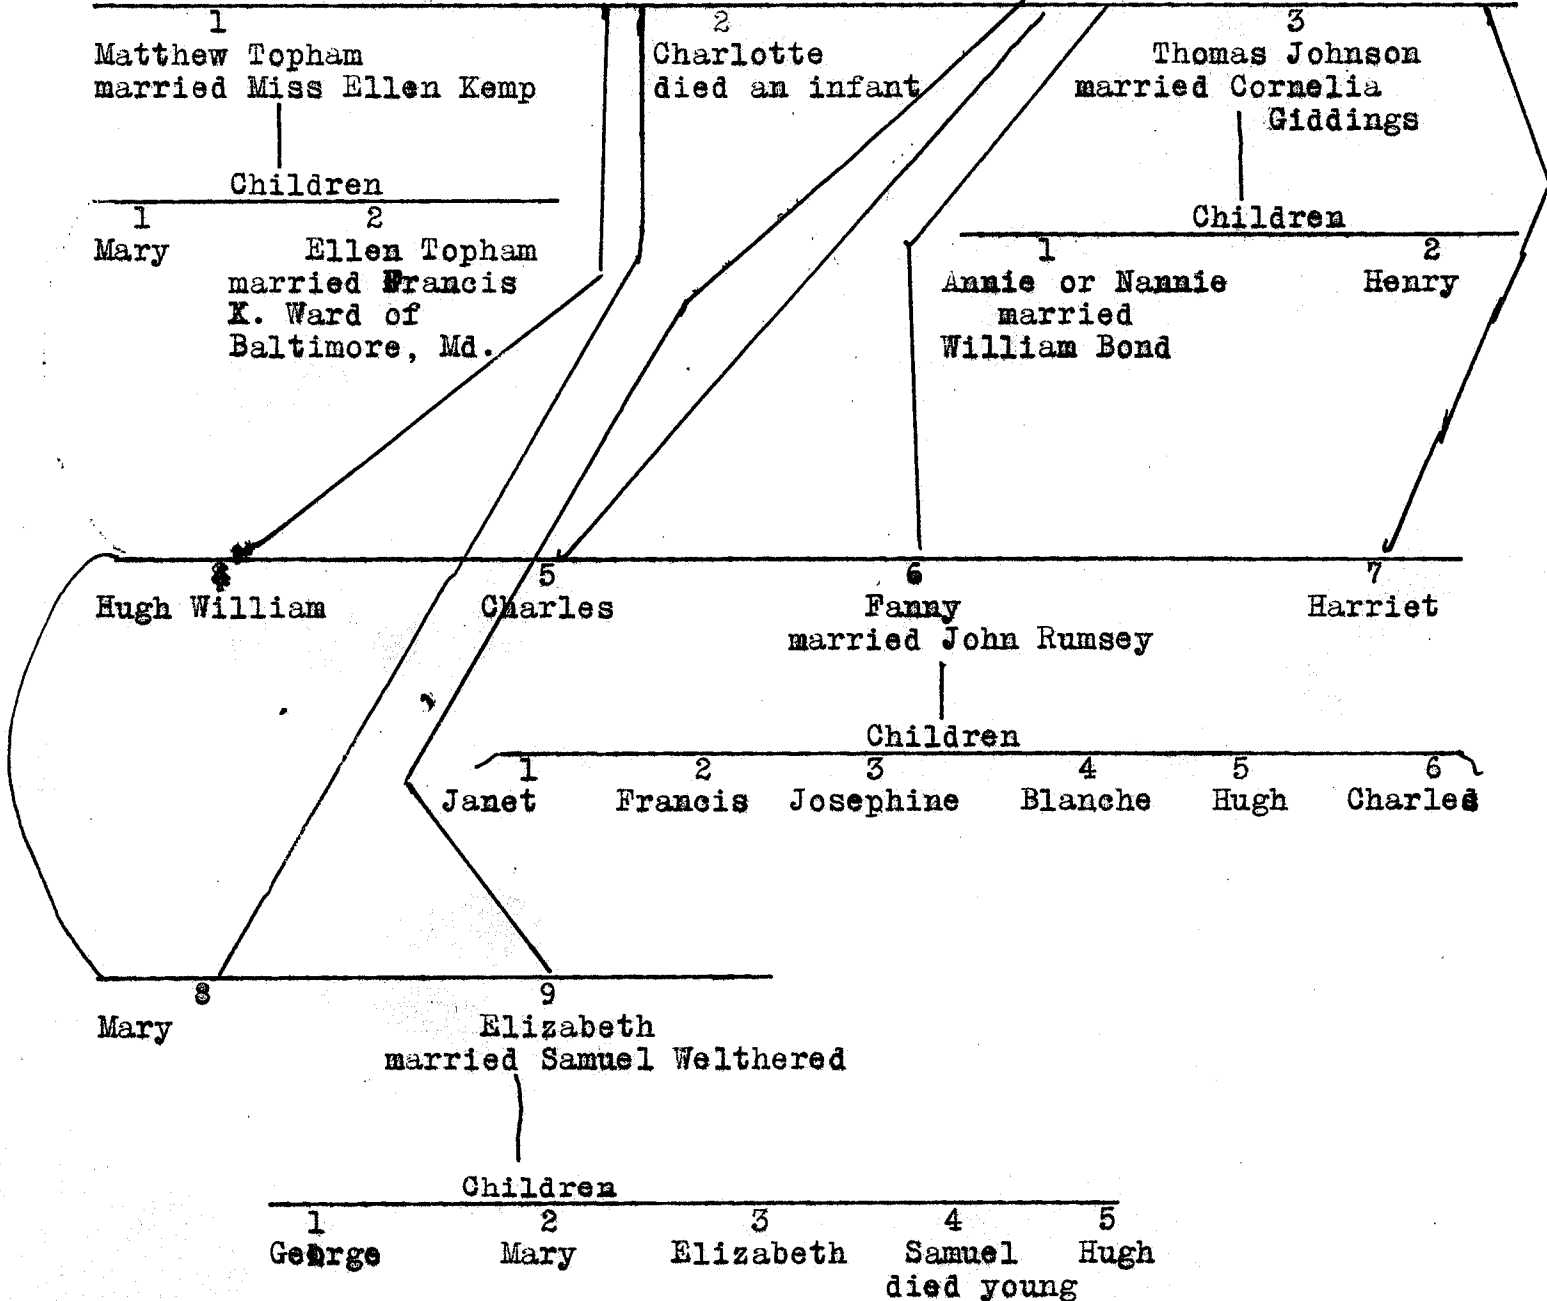 1 2 3
Matthew Topham Charlotte Thomas Johnson
married Miss Ellen Kemp died an infant married Cornelia
Giddings
Children
Children
1 2
Mary Ellen Topham
married Francis
X. Ward of
Baltimore, Md.
1 2
Annie or Nannie Henry
married
William Bond
5 6 7
Hugh William Charles Fanny Harriet
married John Rumsey
Children
1 2 3 4 5 6
Janet Francis Josephine Blanche Hugh Charles
8 9
Mary Elizabeth
married Samuel Welthered
Children
1 2 3 4 5
George Mary Elizabeth Samuel Hugh
died young